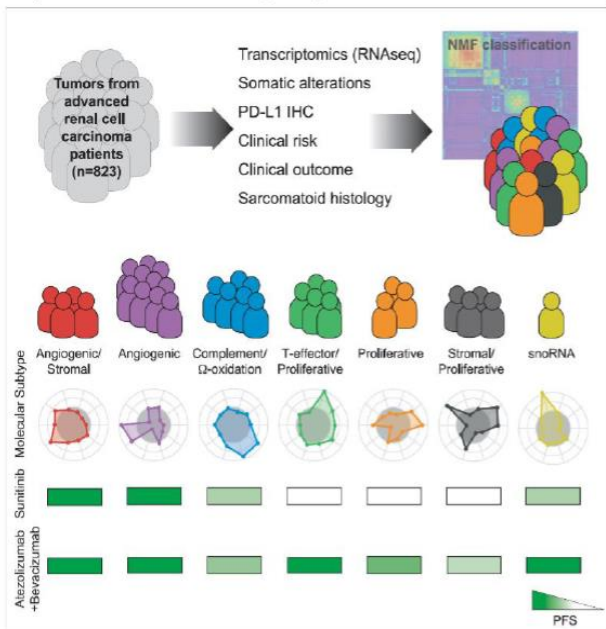 Tumors from
advanced
renal cell
carcinoma
patients
(n=823)
Transcriptomics (RNAseq)
Somatic alterations
PD-L1 IHC
Clinical risk
Clinical outcome
Sarcomatoid histology
NMF classification
Angiogenic/
Stromal
Angiogenic
Complement/
Ω-oxidation
T-effector/
Proliferative
Proliferative
Stromal/
Proliferative
snoRNA
Molecular Subtype
Sunitinib
Atezolizumab
+Bevacizumab
PFS